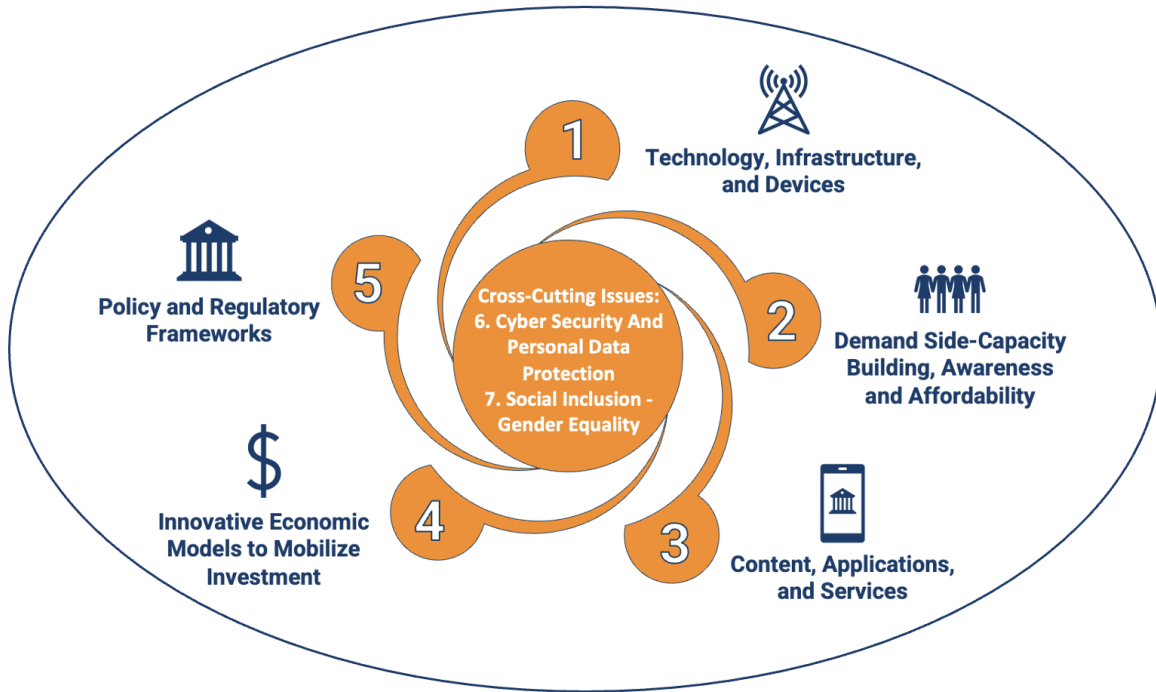 1
Technology, Infrastructure,
and Devices
2
Demand Side-Capacity
Building, Awareness
and Affordability
3
Content, Applications,
and Services
4
Innovative Economic
Models to Mobilize
Investment
5
Policy and Regulatory
Frameworks
Cross-Cutting Issues:
6. Cyber Security And
Personal Data
Protection
7. Social Inclusion -
Gender Equality